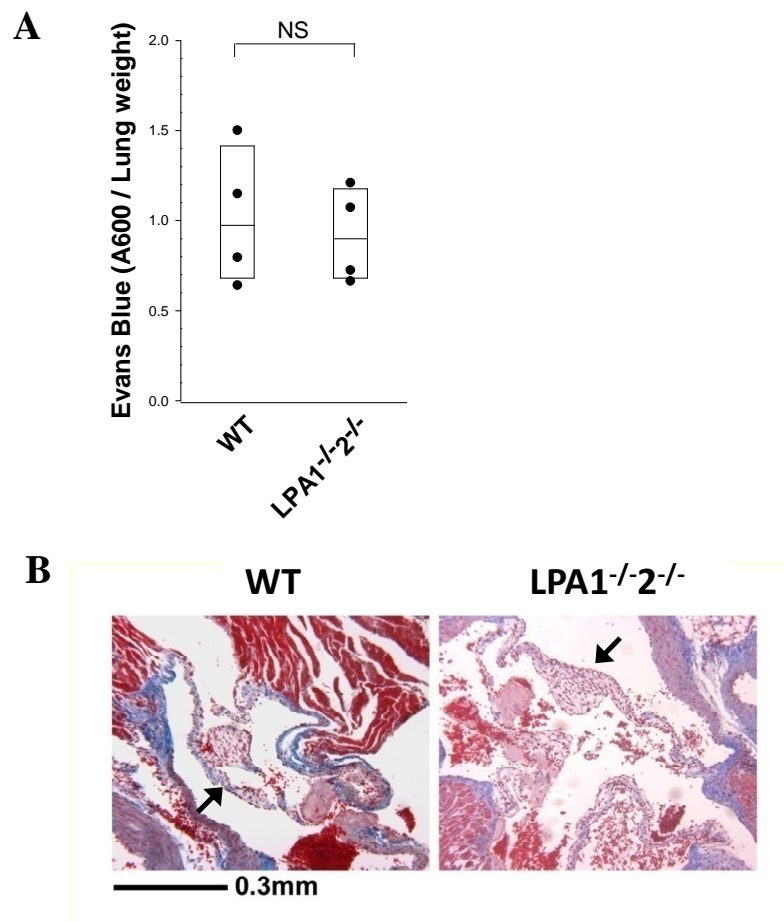 A
NS
Evans Blue (A600 / Lung weight)
2.0
1.5
1.0
0.5
0.0
WT
LPA1-/-2-/-
B
WT
LPA1-/-2-/-
0.3mm